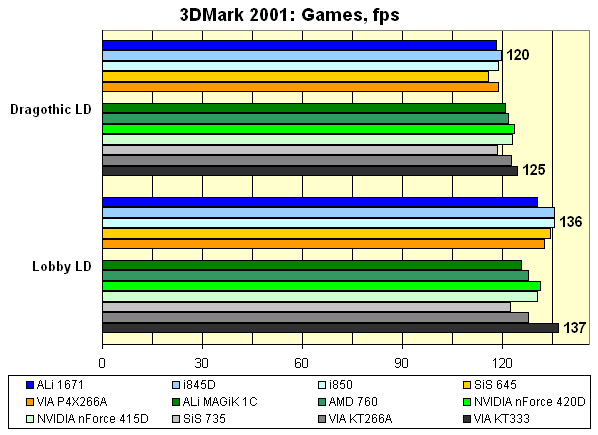 3DMark 2001: Games, fps
120
Dragothic LD
125
136
Lobby LD
137
0 30 60 90 120
ALi 1671 i845D i850 SiS 645
VIA P4X266A ALi MAGiK 1C AMD 760 NVIDIA nForce 420D
NVIDIA nForce 415D SiS 735 VIA KT266A VIA KT333